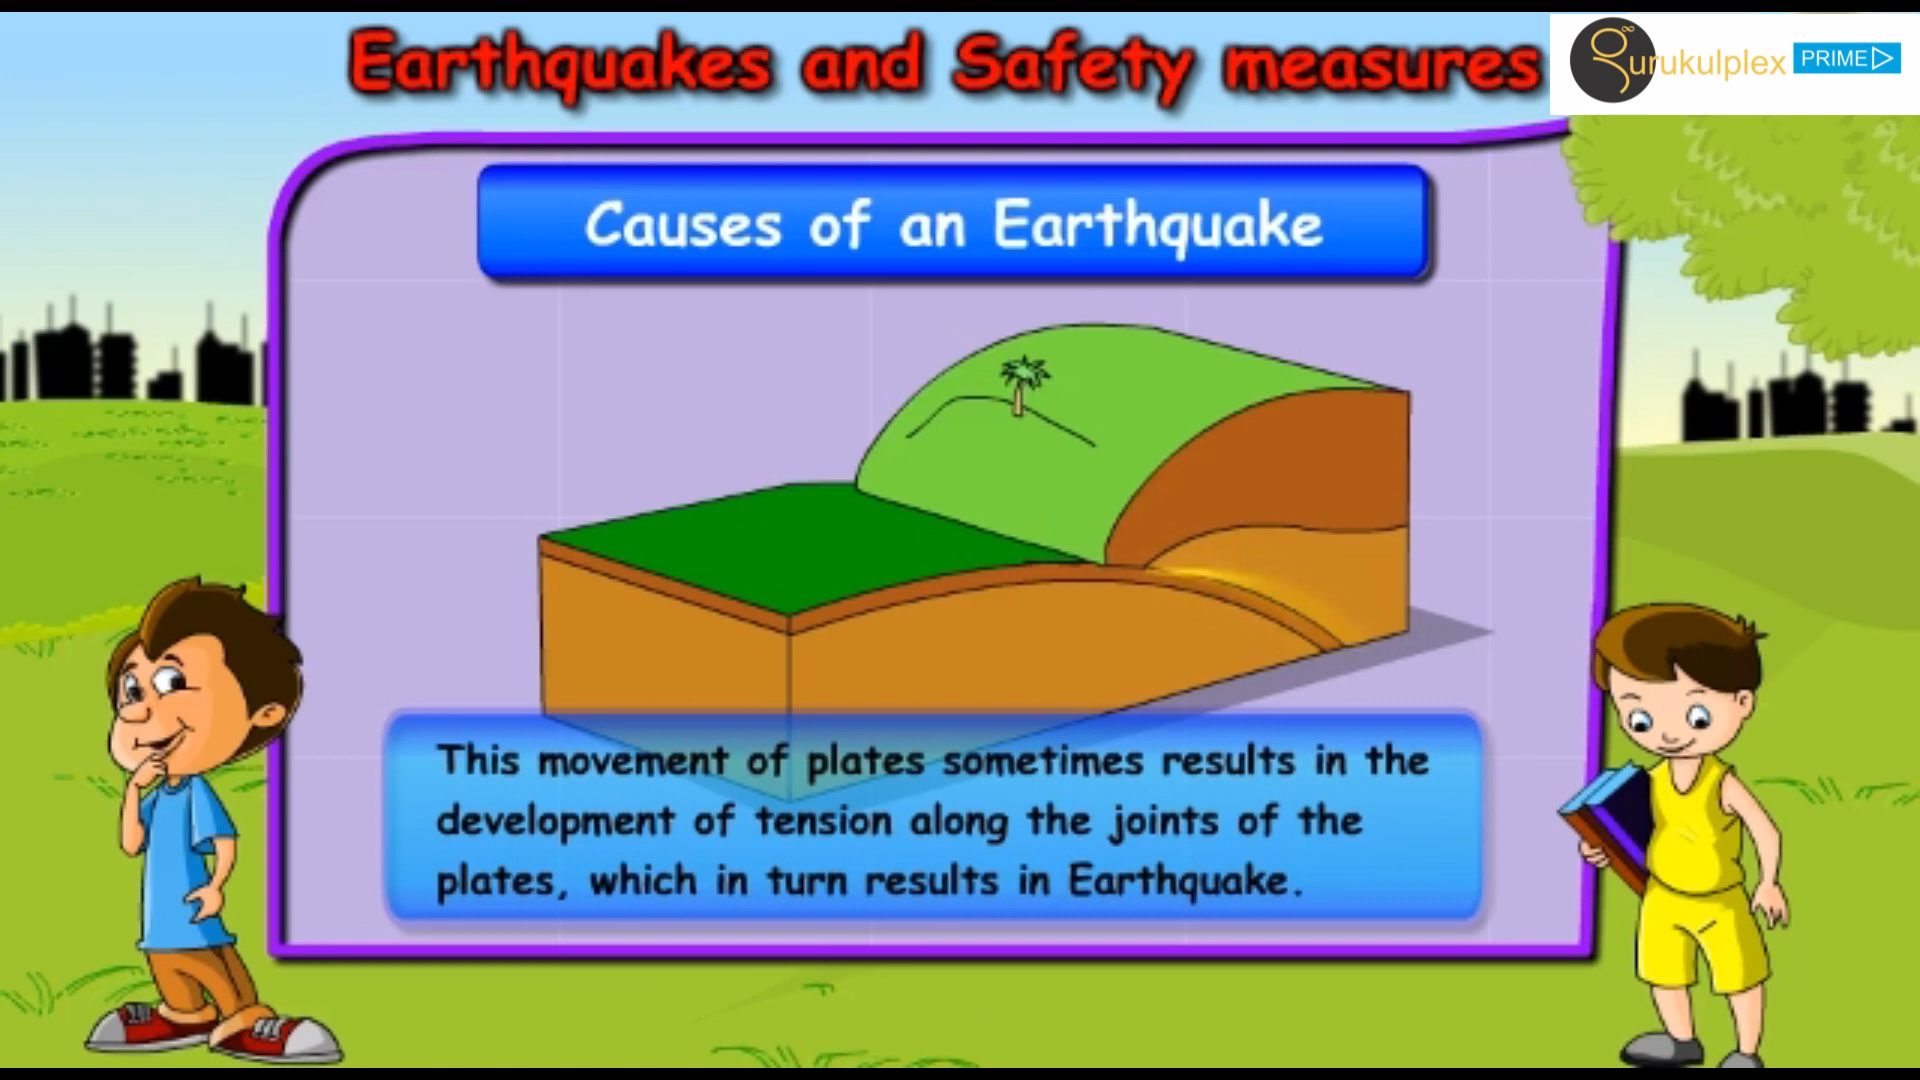 Earthquakes and Safety measures
gurukulplex PRIME
Causes of an Earthquake
This movement of plates sometimes results in the
development of tension along the joints of the
plates, which in turn results in Earthquake.